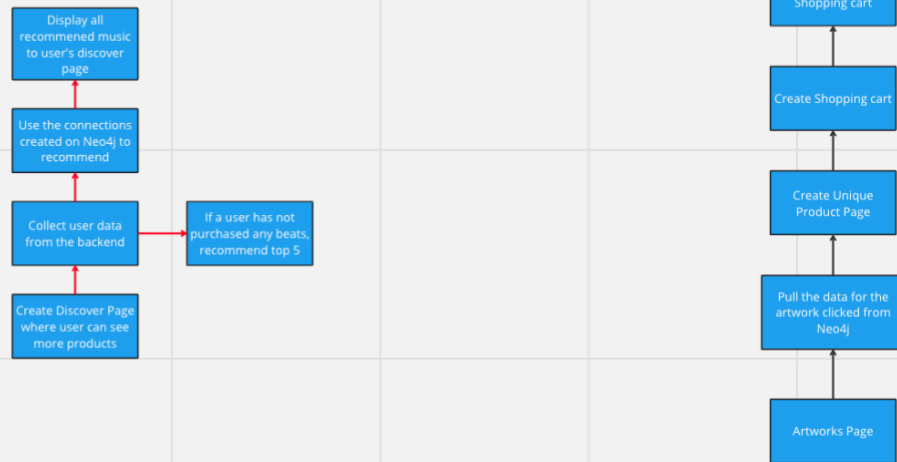 Display all
recommened music
to user's discover
page
Use the connections
created on Neo4j to
recommend
Collect user data
from the backend
If a user has not
purchased any beats,
recommend top 5
Create Discover Page
where user can see
more products
Shopping cart
Create Shopping cart
Create Unique
Product Page
Pull the data for the
artwork clicked from
Neo4j
Artworks Page